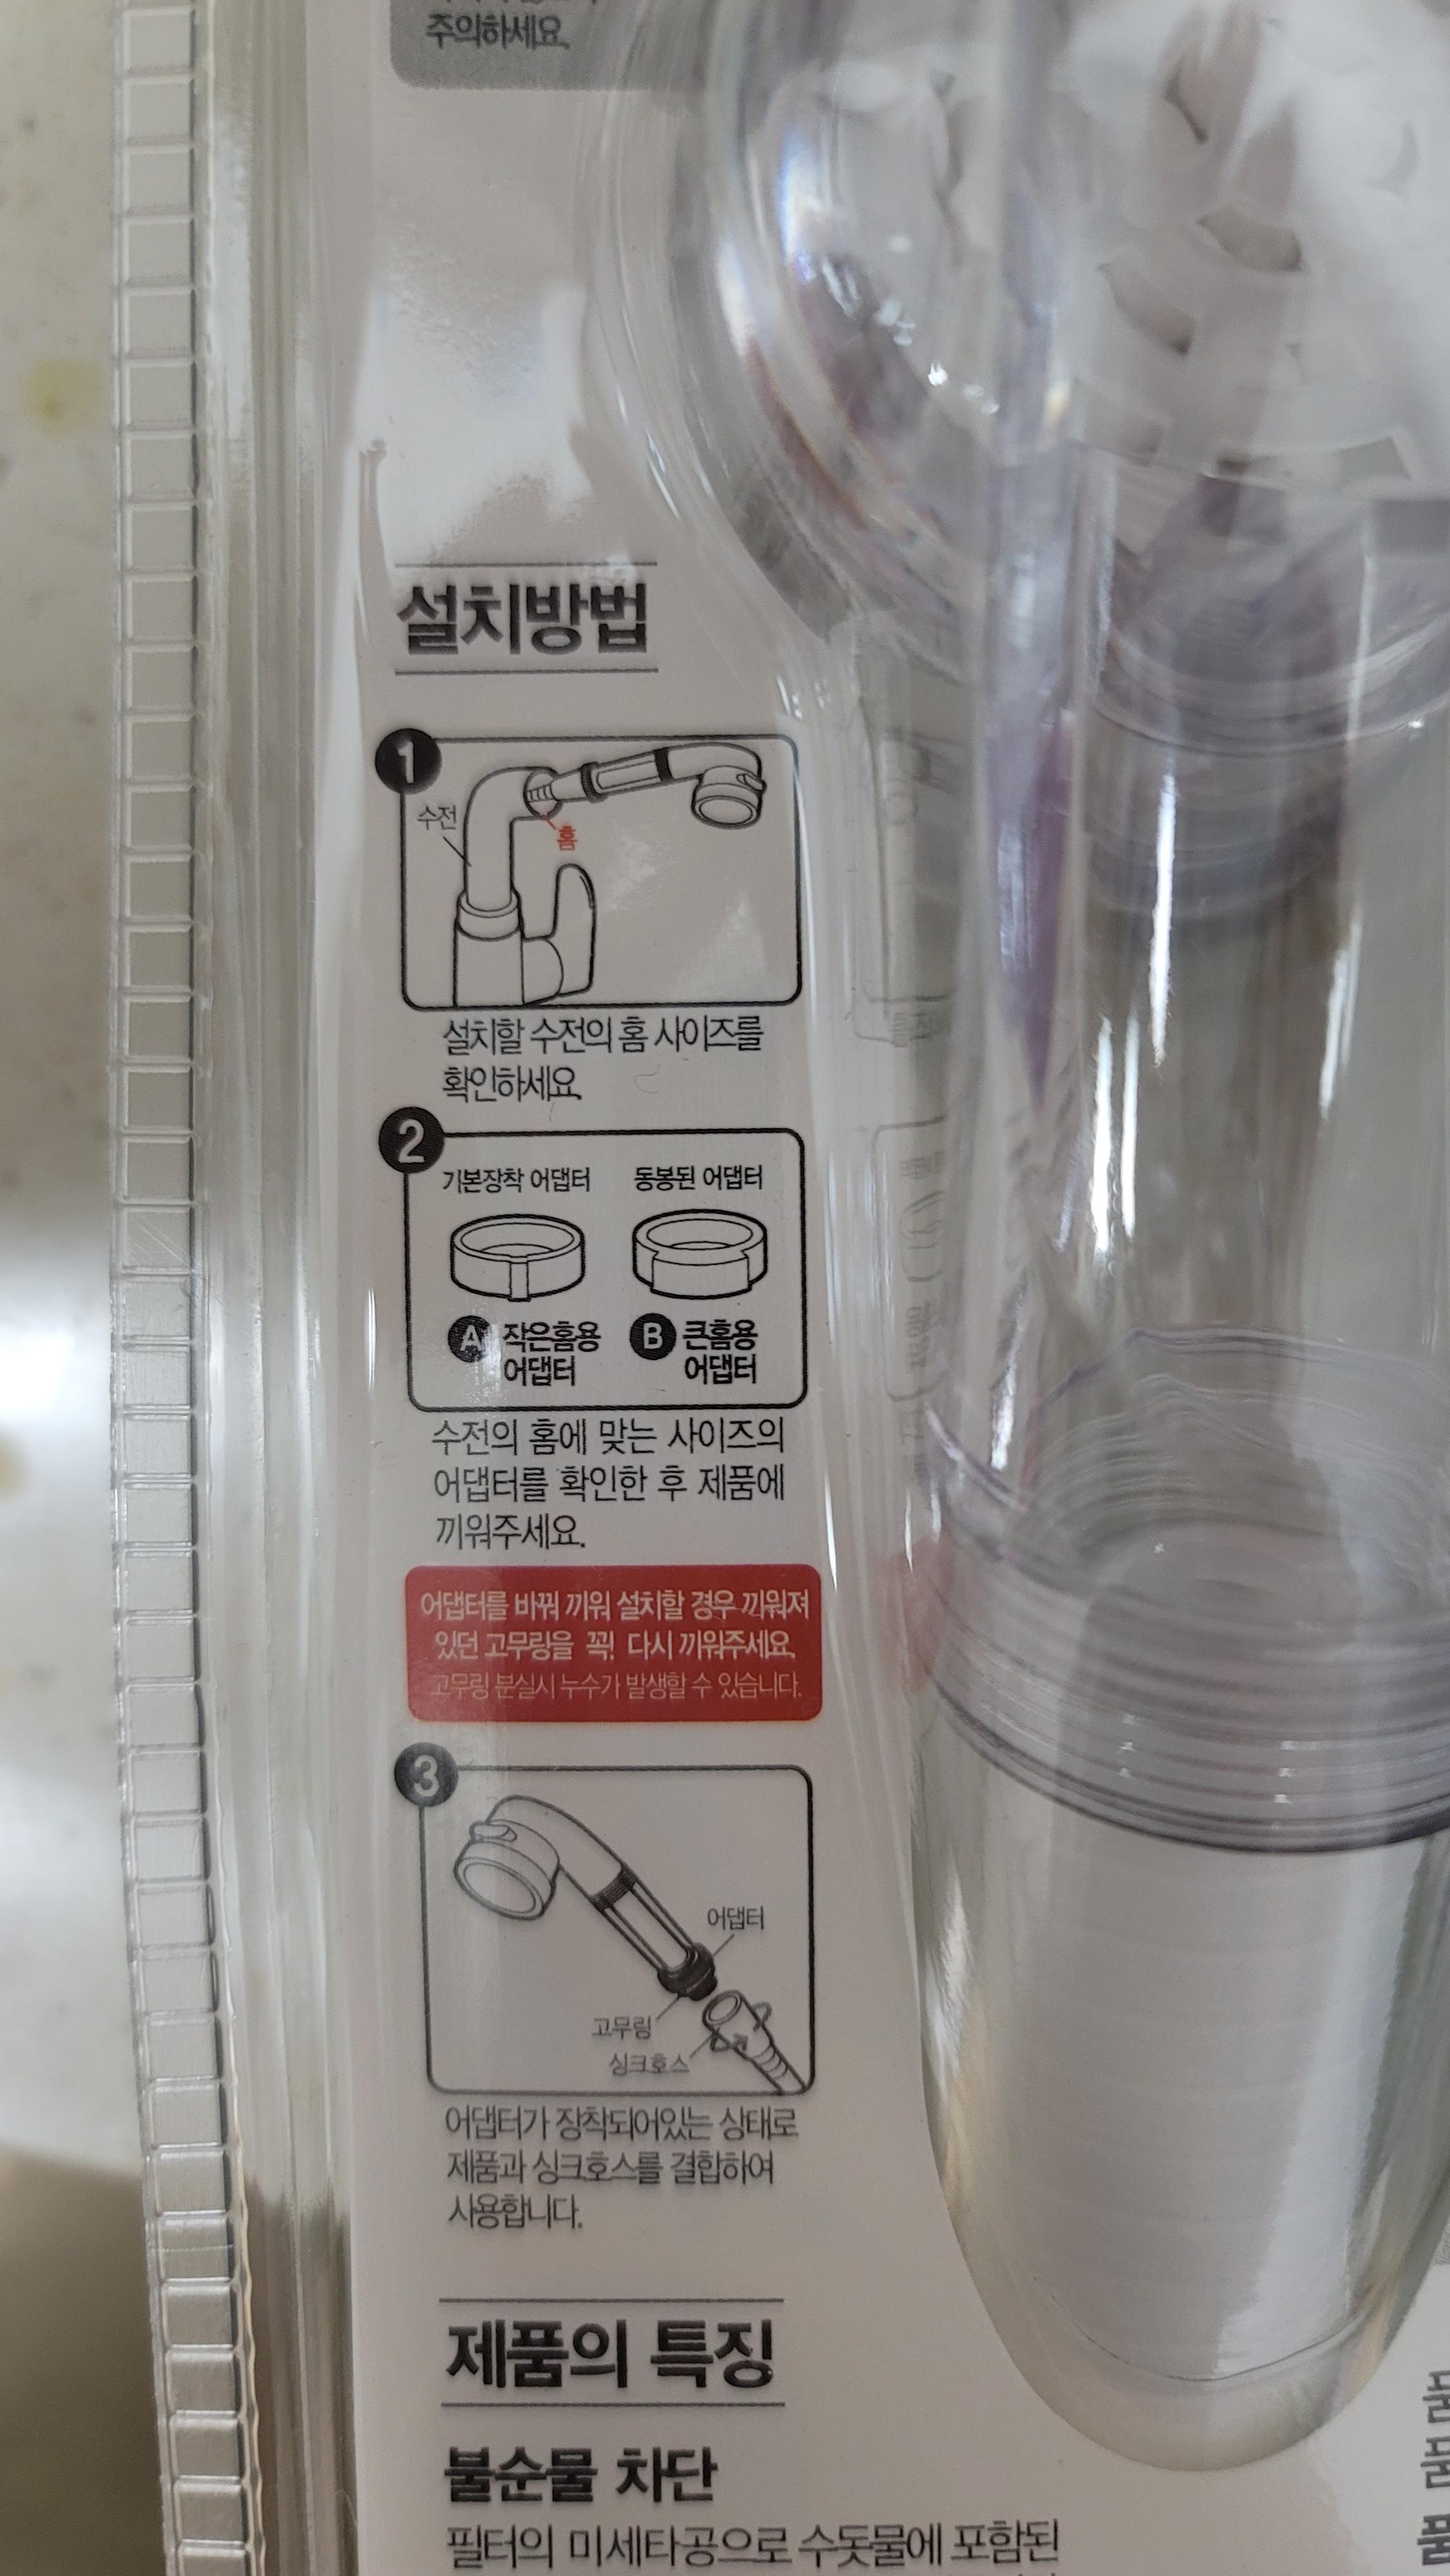 주의하세요.
설치방법
1
수전
홈
설치할 수전의 홈 사이즈를
확인하세요.
2
기본장착 어댑터 동봉된 어댑터
A 작은홈용 B 큰홈용
어댑터 어댑터
수전의 홈에 맞는 사이즈의
어댑터를 확인한 후 제품에
끼워주세요.
어댑터를 바꿔 끼워 설치할 경우 끼워져
있던 고무링을 꼭! 다시 끼워주세요.
고무링 분실시 누수가 발생할 수 있습니다.
3
어댑터
고무링
싱크호스
어댑터가 장착되어있는 상태로
제품과 싱크호스를 결합하여
사용합니다.
제품의 특징
불순물 차단
필터의 미세타공으로 수돗물에 포함된